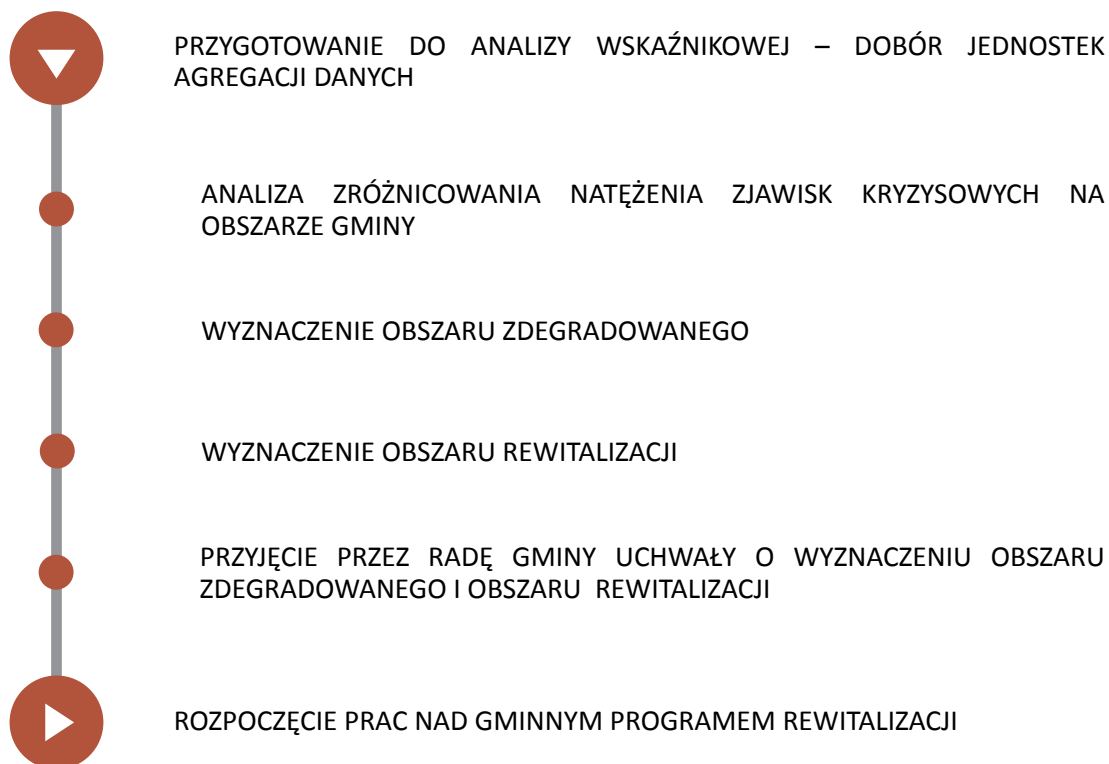 PRZYGOTOWANIE DO ANALIZY WSKAŹNIKOWEJ – DOBÓR JEDNOSTEK
AGREGACJI DANYCH
ANALIZA ZRÓŻNICOWANIA NATĘŻENIA ZJAWISK KRYZYSOWYCH NA
OBSZARZE GMINY
WYZNACZENIE OBSZARU ZDEGRADOWANEGO
WYZNACZENIE OBSZARU REWITALIZACJI
PRZYJĘCIE PRZEZ RADĘ GMINY UCHWAŁY O WYZNACZENIU OBSZARU
ZDEGRADOWANEGO I OBSZARU REWITALIZACJI
ROZPOCZĘCIE PRAC NAD GMINNYM PROGRAMEM REWITALIZACJI